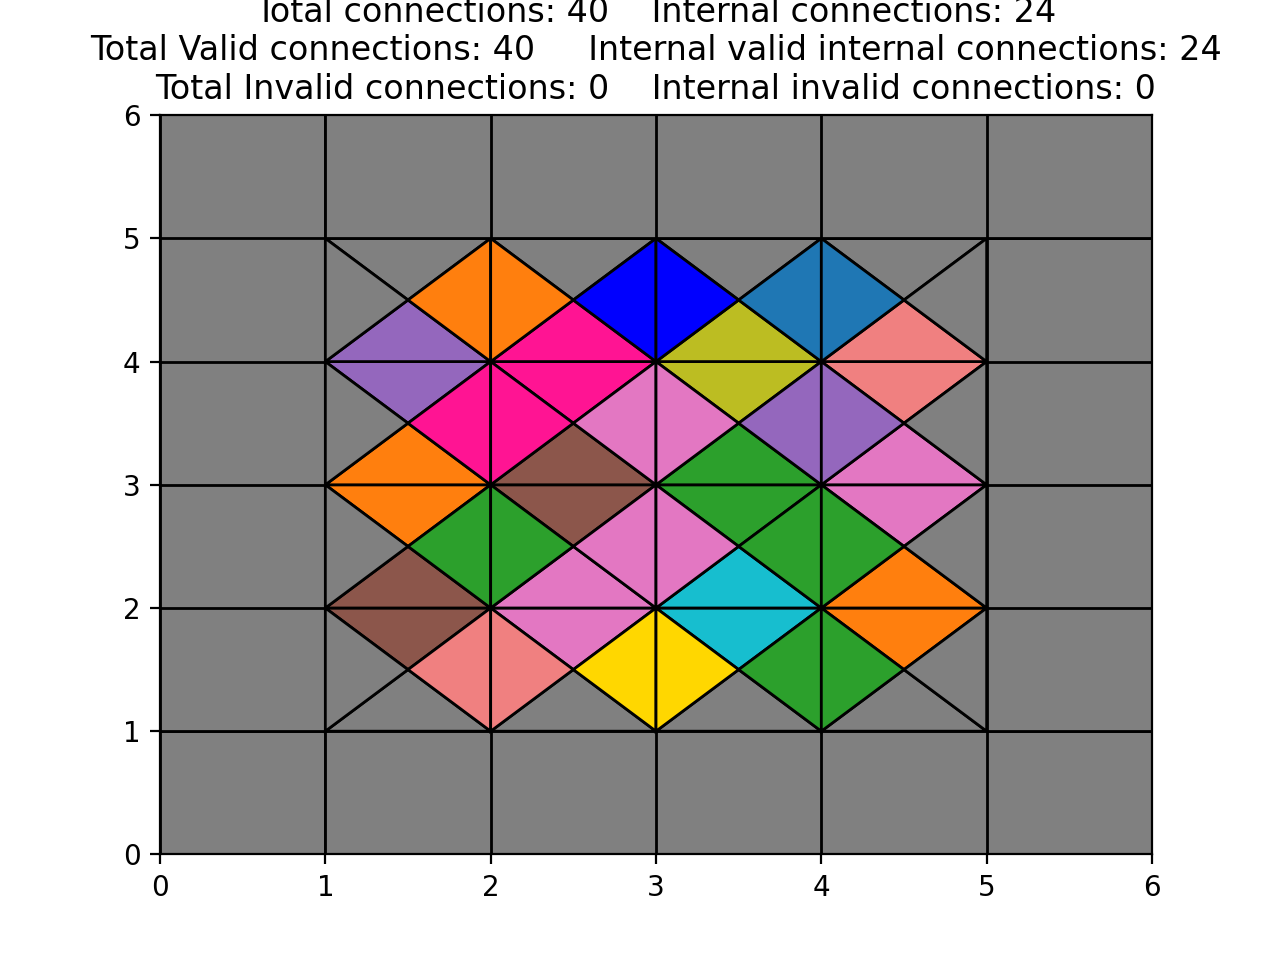 Total connections: 40    Internal connections: 24
Total Valid connections: 40     Internal valid internal connections: 24
Total Invalid connections: 0    Internal invalid connections: 0
6
5
4
3
2
1
0
0 1 2 3 4 5 6